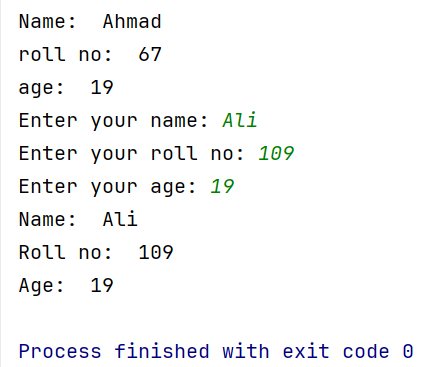 Name:  Ahmad
roll no:  67
age:  19
Enter your name: Ali
Enter your roll no: 109
Enter your age: 19
Name:  Ali
Roll no:  109
Age:  19
Process finished with exit code 0